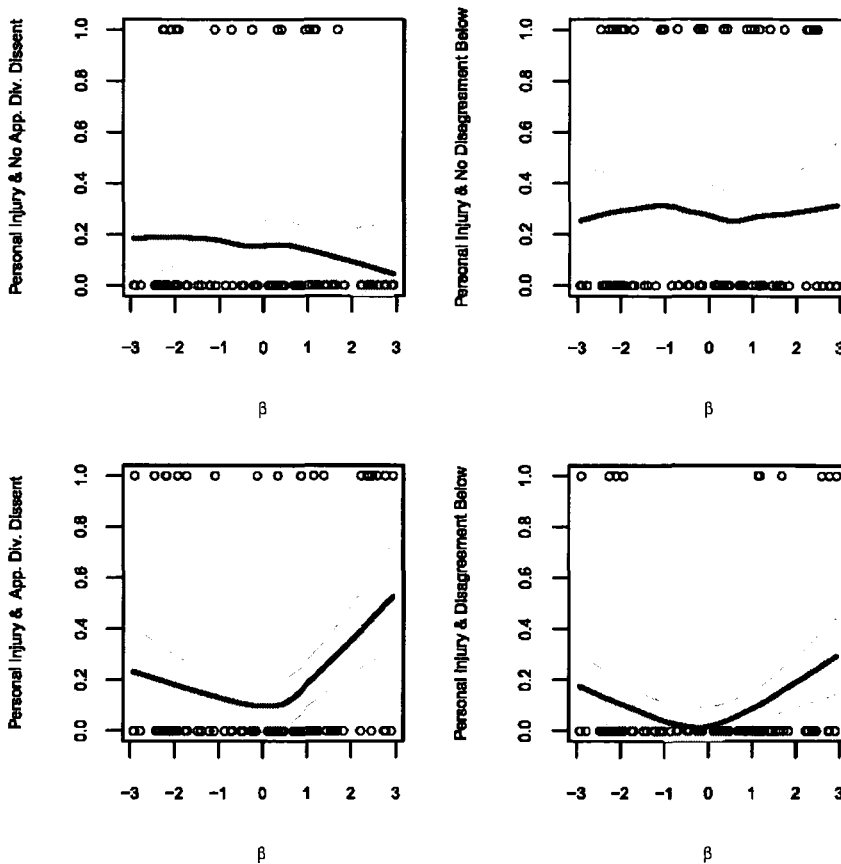 Personal Injury & No App. Div. Dissent
1.0
0.8
0.6
0.4
0.2
0.0
−3 −2 −1 0 1 2 3
β
Personal Injury & No Disagreement Below
1.0
0.8
0.6
0.4
0.2
0.0
−3 −2 −1 0 1 2 3
β
Personal Injury & App. Div. Dissent
1.0
0.8
0.6
0.4
0.2
0.0
−3 −2 −1 0 1 2 3
β
Personal Injury & Disagreement Below
1.0
0.8
0.6
0.4
0.2
0.0
−3 −2 −1 0 1 2 3
β